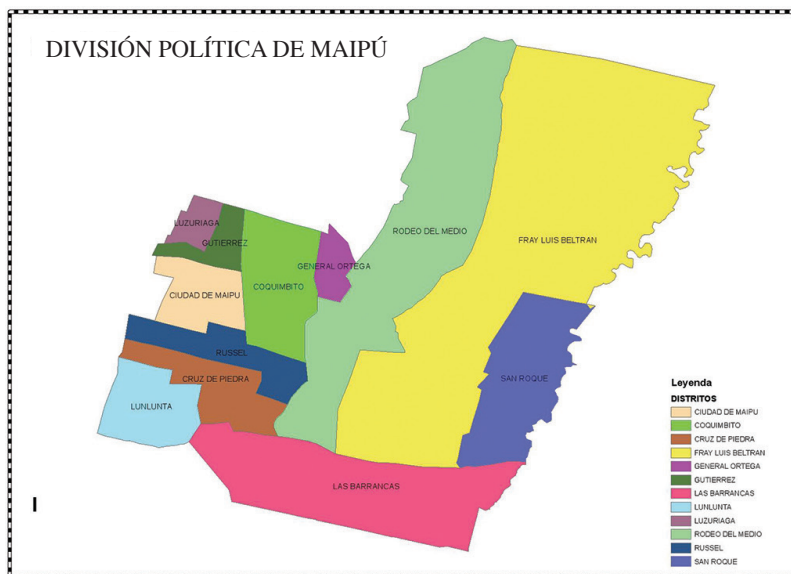 DIVISIÓN POLÍTICA DE MAIPÚ
LUZURIAGA
GUTIERREZ
RODEO DEL MEDIO
FRAY LUIS BELTRAN
GENERAL ORTEGA
COQUIMBITO
CIUDAD DE MAIPU
RUSSEL
CRUZ DE PIEDRA
SAN ROQUE
LUNLUNTA
LAS BARRANCAS
Leyenda
DISTRITOS
CIUDAD DE MAIPU
COQUIMBITO
CRUZ DE PIEDRA
FRAY LUIS BELTRAN
GENERAL ORTEGA
GUTIERREZ
LAS BARRANCAS
LUNLUNTA
LUZURIAGA
RODEO DEL MEDIO
RUSSEL
SAN ROQUE